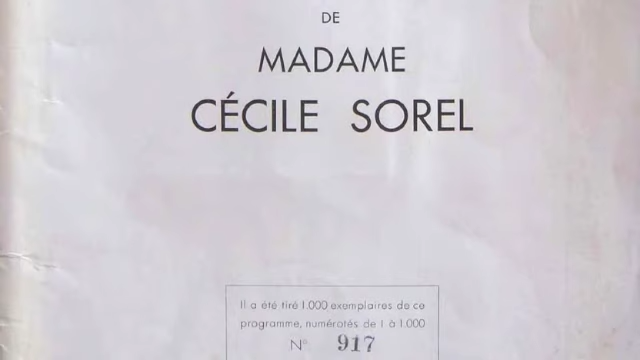 DE
MADAME
CÉCILE SOREL
Il a été tiré 1.000 exemplaires de ce
programme, numérotés de 1 à 1.000
N° 917